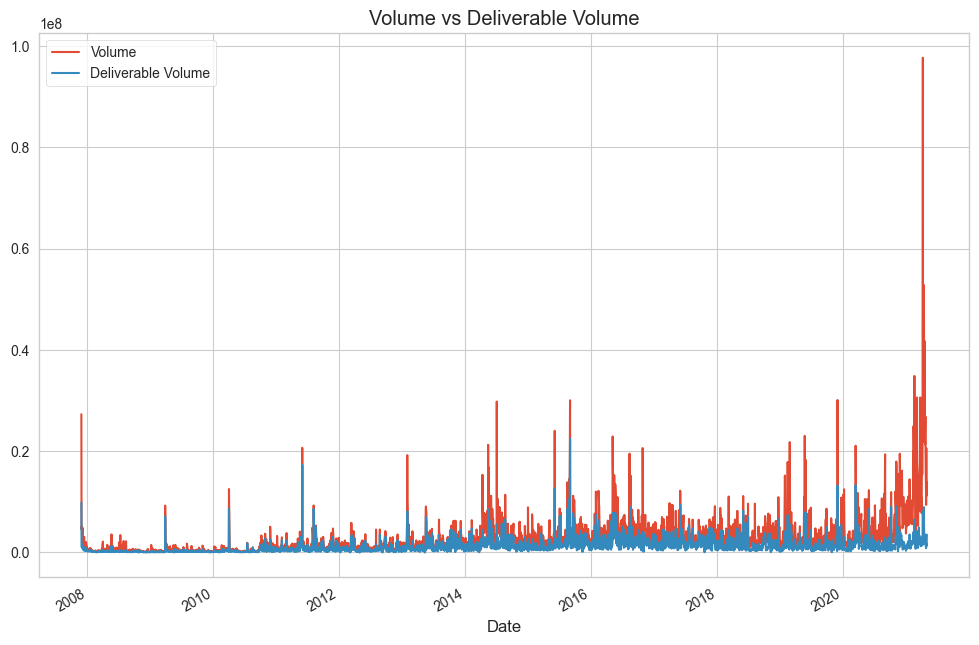 Volume vs Deliverable Volume
1e8
Volume
Deliverable Volume
1.0
0.8
0.6
0.4
0.2
0.0
2008
2010
2012
2014
2016
2018
2020
Date